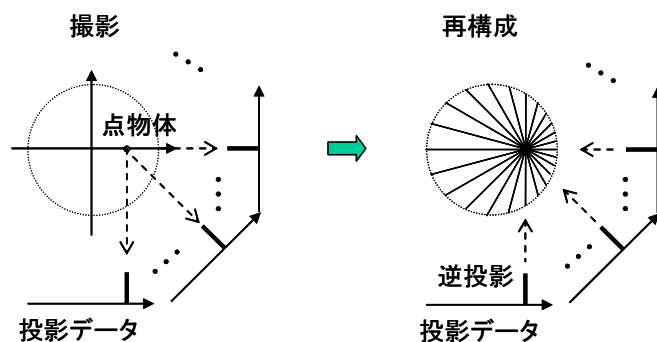 撮影
点物体
投影データ
再構成
逆投影
投影データ